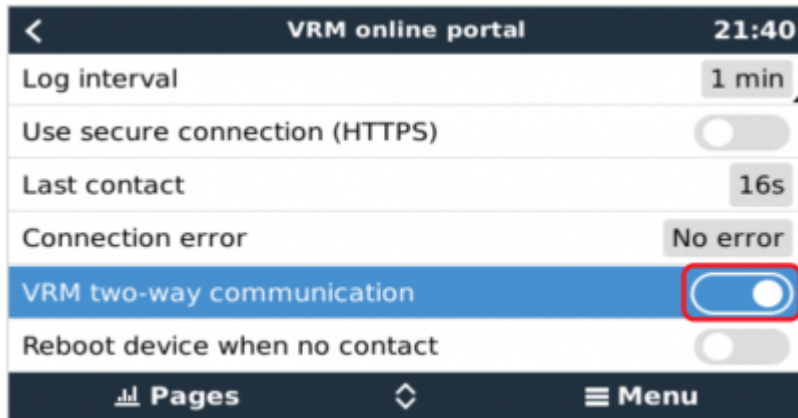 VRM online portal 21:40
Log interval 1 min
Use secure connection (HTTPS)
Last contact 16s
Connection error No error
VRM two-way communication
Reboot device when no contact
Pages Menu